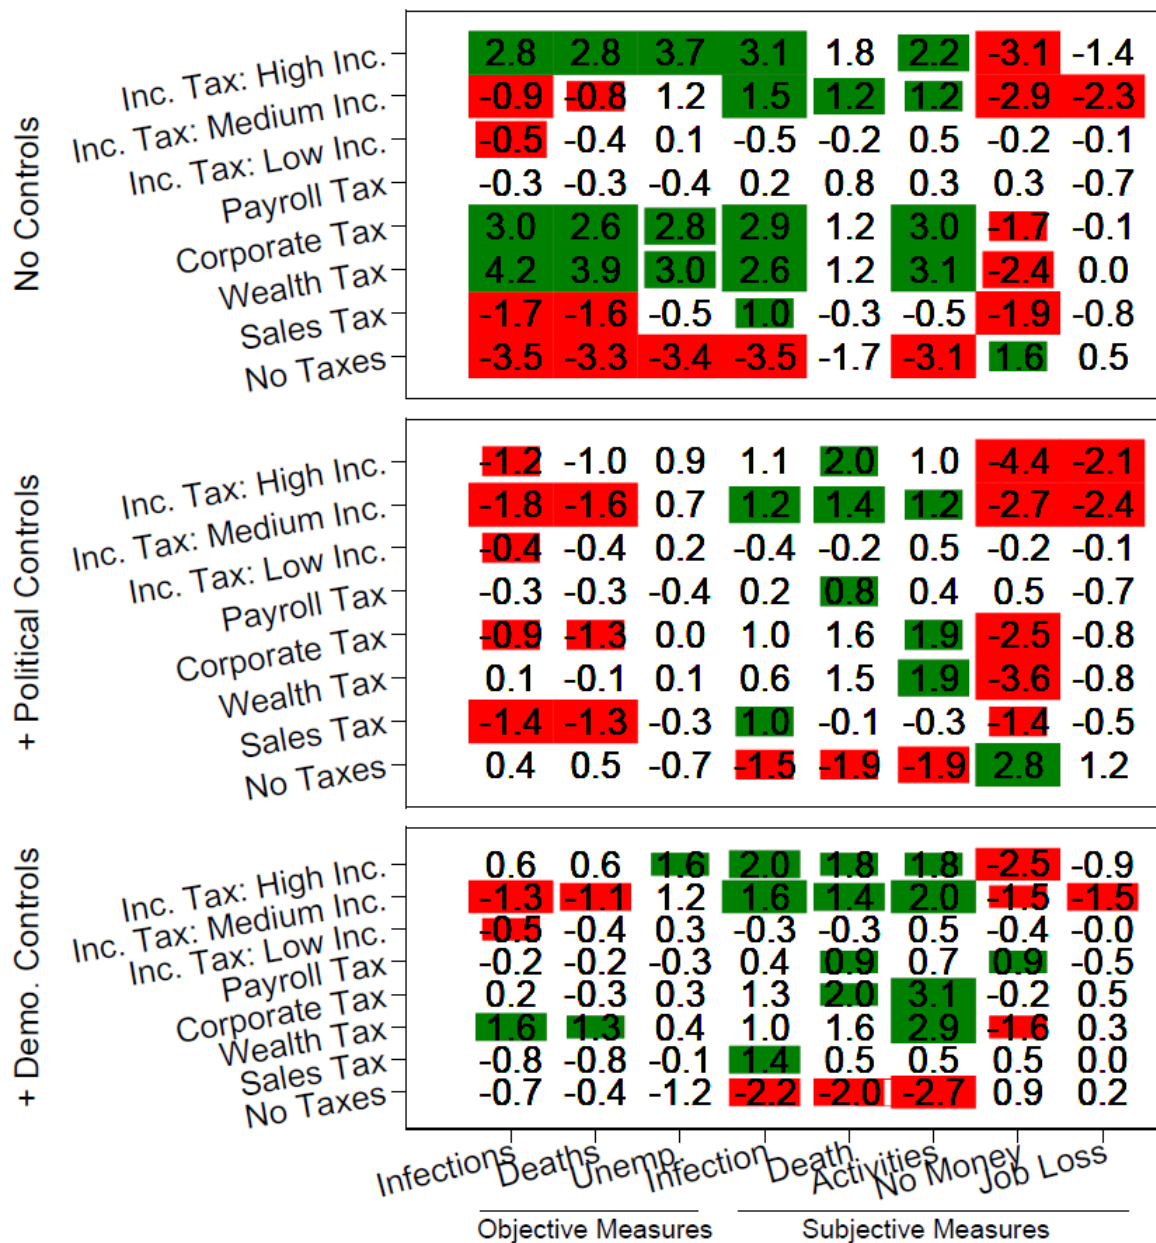 No Controls
Inc. Tax: High Inc. 2.8 2.8 3.7 3.1 1.8 2.2 -3.1 -1.4
Inc. Tax: Medium Inc. -0.9 -0.8 1.2 1.5 1.2 1.2 -2.9 -2.3
Inc. Tax: Low Inc. -0.5 -0.4 0.1 -0.5 -0.2 0.5 -0.2 -0.1
Payroll Tax -0.3 -0.3 -0.4 0.2 0.8 0.3 0.3 -0.7
Corporate Tax 3.0 2.6 2.8 2.9 1.2 3.0 -1.7 -0.1
Wealth Tax 4.2 3.9 3.0 2.6 1.2 3.1 -2.4 0.0
Sales Tax -1.7 -1.6 -0.5 1.0 -0.3 -0.5 -1.9 -0.8
No Taxes -3.5 -3.3 -3.4 -3.5 -1.7 -3.1 1.6 0.5
+ Political Controls
Inc. Tax: High Inc. -1.2 -1.0 0.9 1.1 2.0 1.0 -4.4 -2.1
Inc. Tax: Medium Inc. -1.8 -1.6 0.7 1.2 1.4 1.2 -2.7 -2.4
Inc. Tax: Low Inc. -0.4 -0.4 0.2 -0.4 -0.2 0.5 -0.2 -0.1
Payroll Tax -0.3 -0.3 -0.4 0.2 0.8 0.4 0.5 -0.7
Corporate Tax -0.9 -1.3 0.0 1.0 1.6 1.9 -2.5 -0.8
Wealth Tax 0.1 -0.1 0.1 0.6 1.5 1.9 -3.6 -0.8
Sales Tax -1.4 -1.3 -0.3 1.0 -0.1 -0.3 -1.4 -0.5
No Taxes 0.4 0.5 -0.7 -1.5 -1.9 -1.9 2.8 1.2
+ Demo. Controls
Inc. Tax: High Inc. 0.6 0.6 1.6 2.0 1.8 1.8 -2.5 -0.9
Inc. Tax: Medium Inc. -1.3 -1.1 1.2 1.6 1.4 2.0 -1.5 -1.5
Inc. Tax: Low Inc. -0.5 -0.4 0.3 -0.3 -0.3 0.5 -0.4 -0.0
Payroll Tax -0.2 -0.2 -0.3 0.4 0.9 0.7 0.9 -0.5
Corporate Tax 0.2 -0.3 0.3 1.3 2.0 3.1 -0.2 0.5
Wealth Tax 1.6 1.3 0.4 1.0 1.6 2.9 -1.6 0.3
Sales Tax -0.8 -0.8 -0.1 1.4 0.5 0.5 0.5 0.0
No Taxes -0.7 -0.4 -1.2 -2.2 -2.0 -2.7 0.9 0.2
Infections Deaths Unemp. Infection Death Activities No Money Job Loss
Objective Measures Subjective Measures